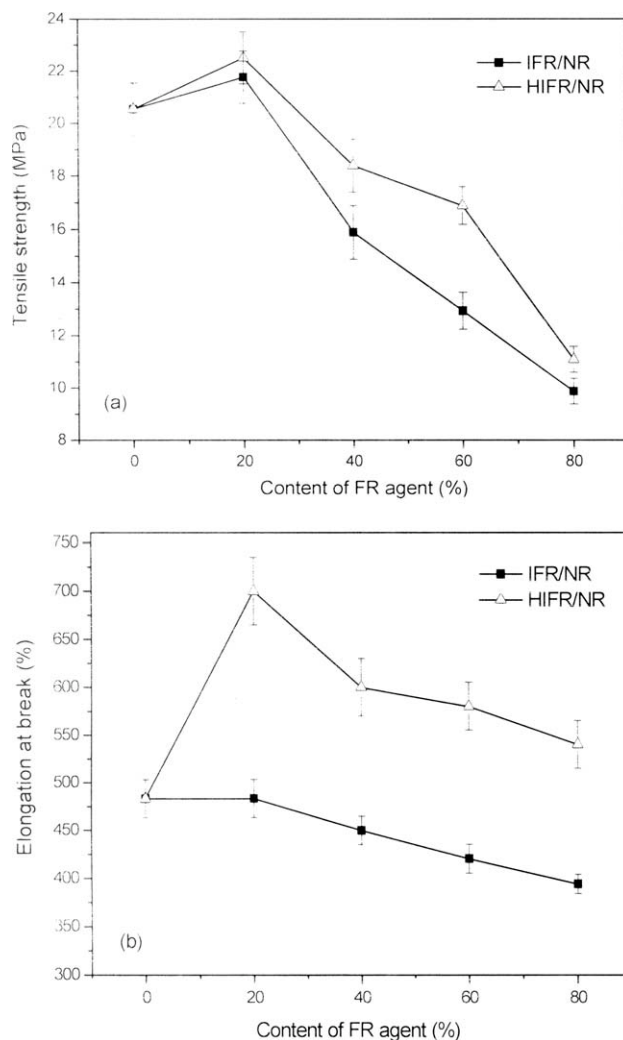 24
22
20
18
16
14
12
10
8
Tensile strength (MPa)
IFR/NR
HIFR/NR
(a)
0 20 40 60 80
Content of FR agent (%)
750
700
650
600
550
500
450
400
350
300
Elongation at break (%)
IFR/NR
HIFR/NR
(b)
0 20 40 60 80
Content of FR agent (%)